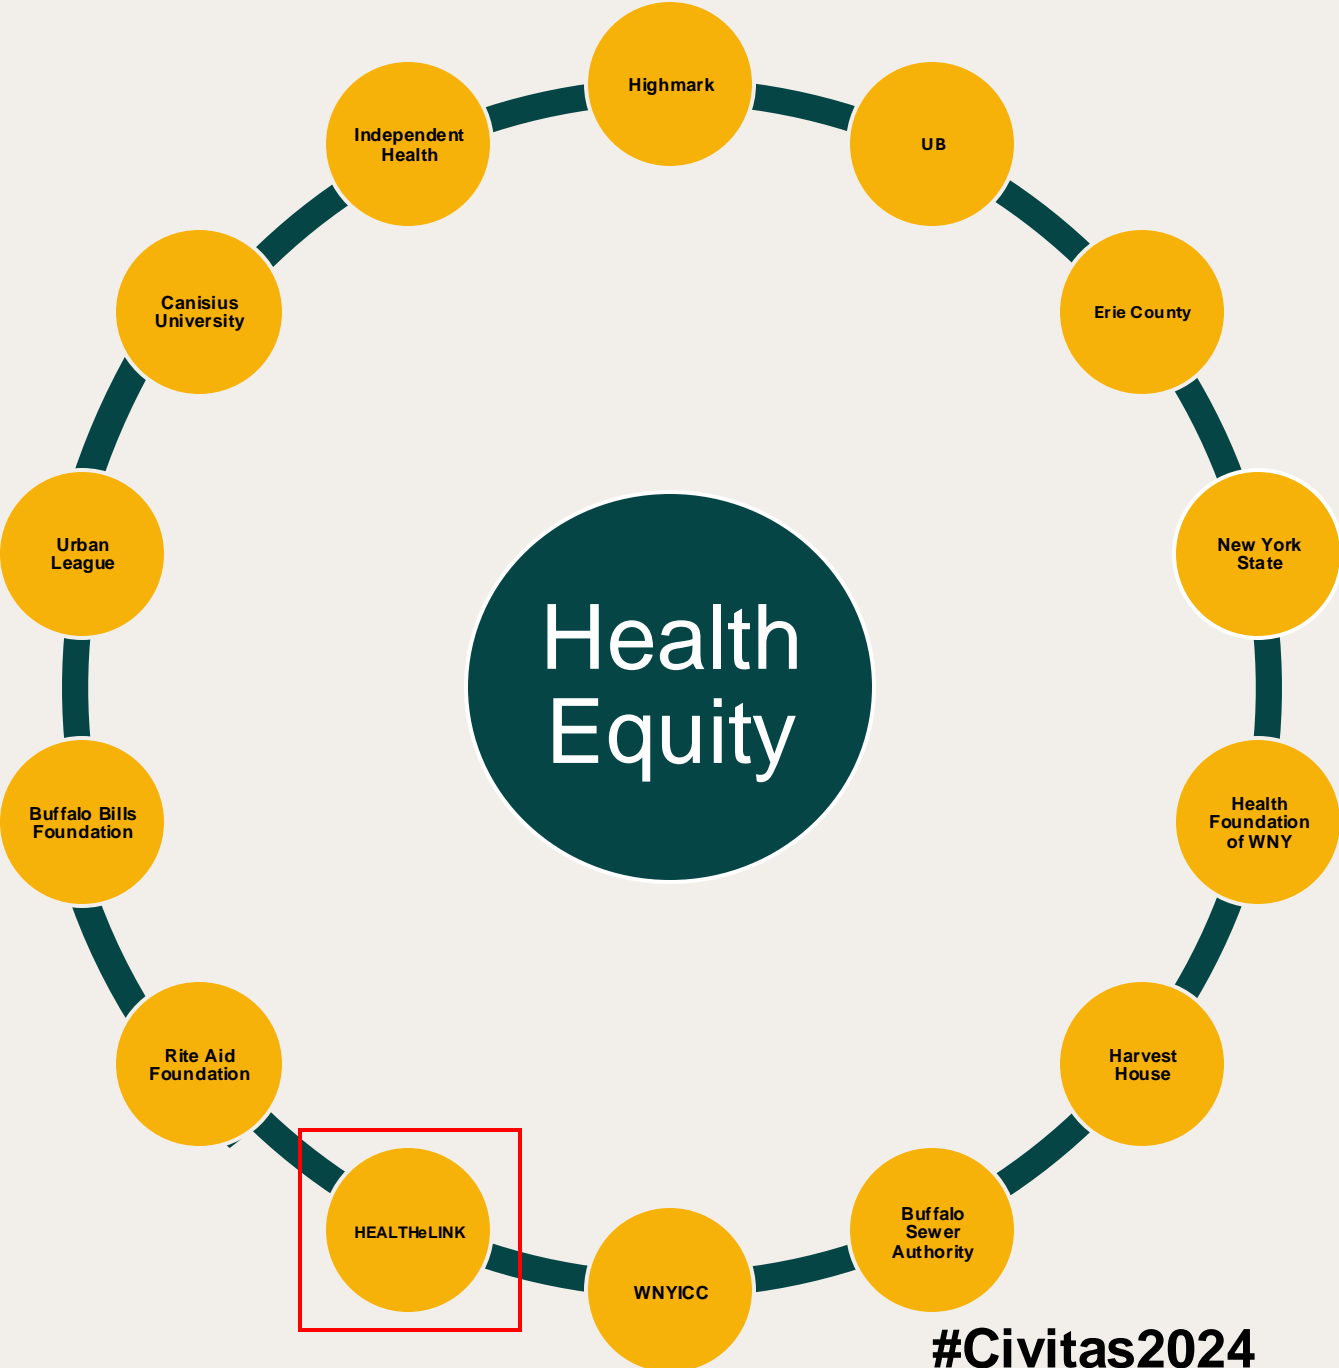 Highmark
UB
Erie County
New York
State
Health
Foundation
of WNY
Harvest
House
Buffalo
Sewer
Authority
WNYICC
HEALTHeLINK
Rite Aid
Foundation
Buffalo Bills
Foundation
Urban
League
Canisius
University
Independent
Health
Health
Equity
#Civitas2024